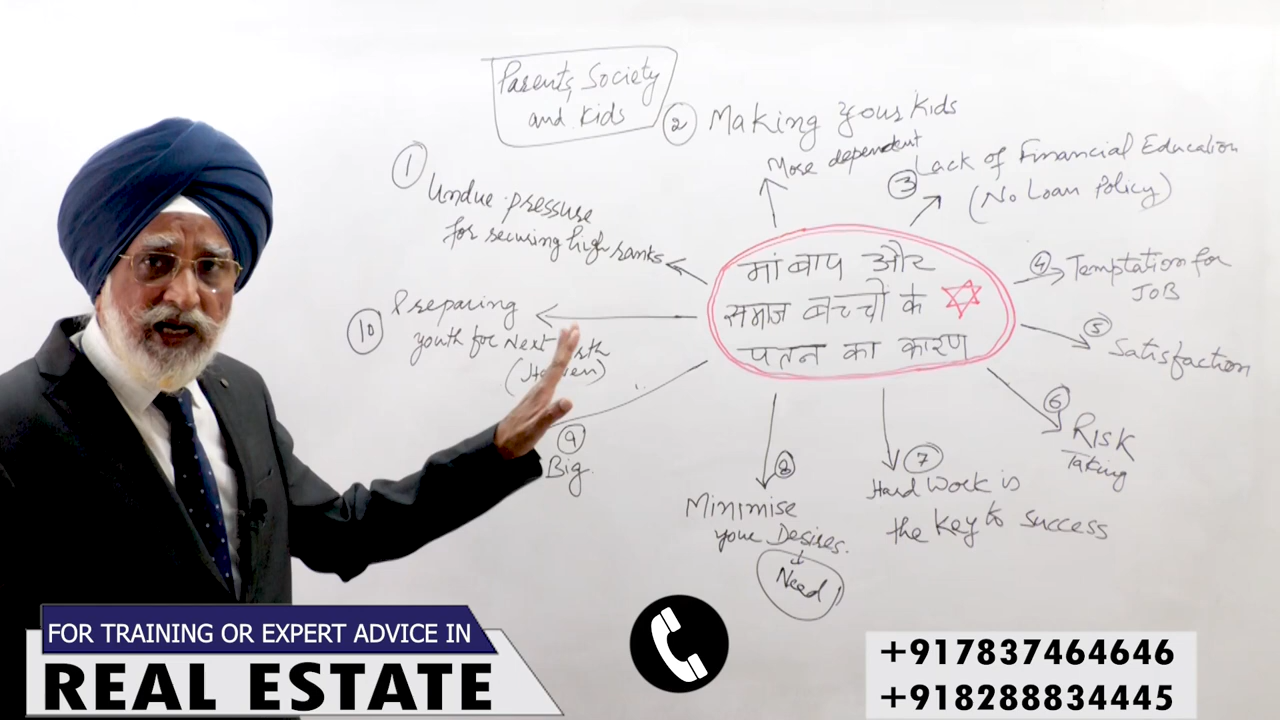 Parents, Society
and Kids
② Making your Kids
More dependent
③ Lack of Financial Education
(No Loan Policy)
① Undue pressure
for securing high ranks
मां बाप और
समाज बच्चो के
पतन का कारण
④ Temptation for
JOB
⑤ Satisfaction
⑥ Risk
Taking
⑦ Hard Work is
the Key to Success
⑧ Minimise
your Desires.
Need
⑨
Big.
⑩ Preparing
youth for Next
FOR TRAINING OR EXPERT ADVICE IN
REAL ESTATE
+917837464646
+918288834445